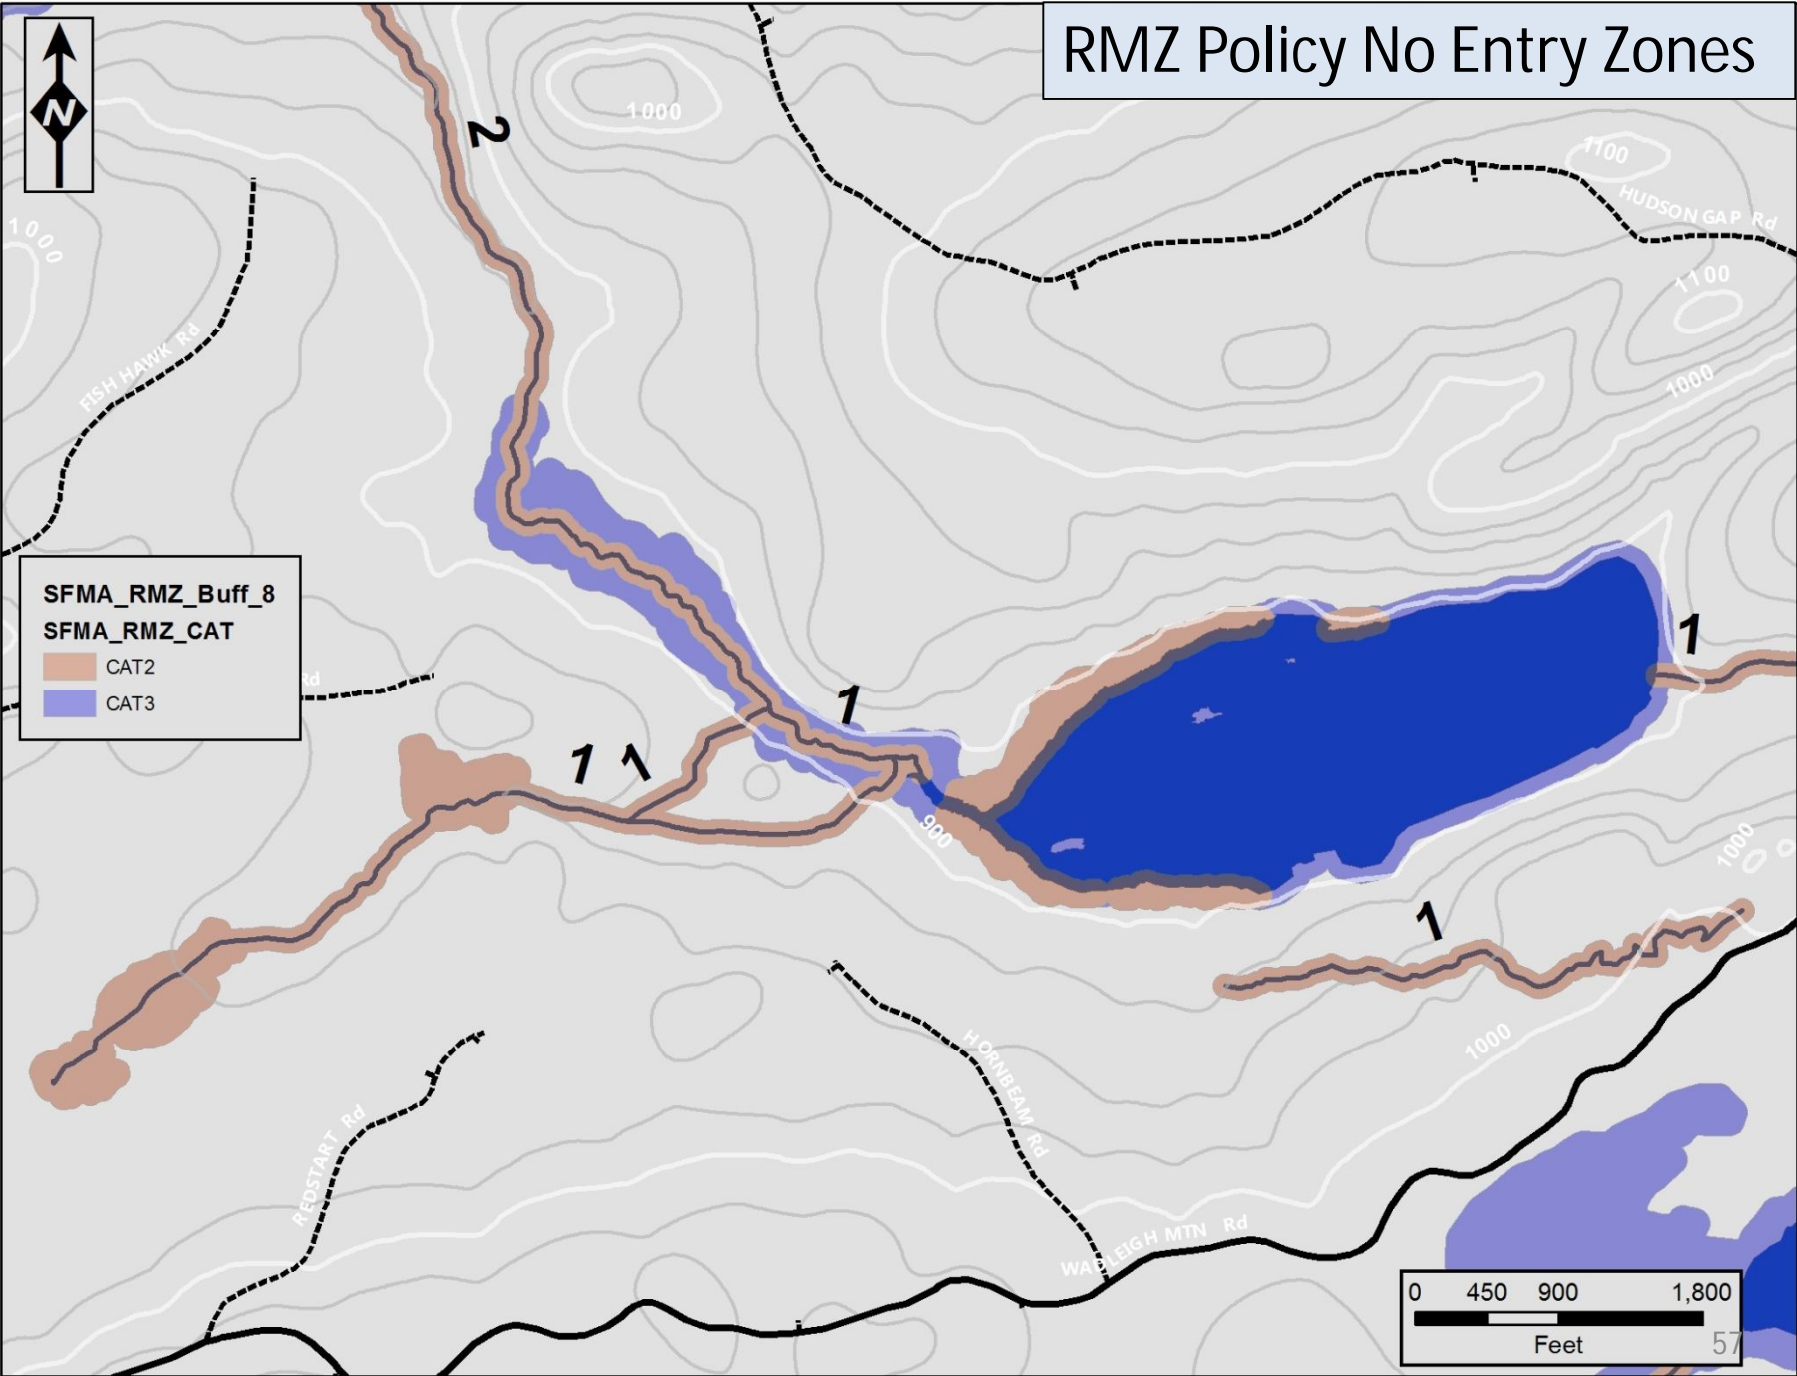 RMZ Policy No Entry Zones
N
2
1000
1100
HUDSON GAP Rd
1000
1100
FISH HAWK Rd
1000
SFMA_RMZ_Buff_8
SFMA_RMZ_CAT
CAT2
CAT3
Rd
1
1
1
1
900
1000
1
1000
HORNBEAM Rd
REDSTART Rd
WADLEIGH MTN Rd
0 450 900 1,800
Feet
57